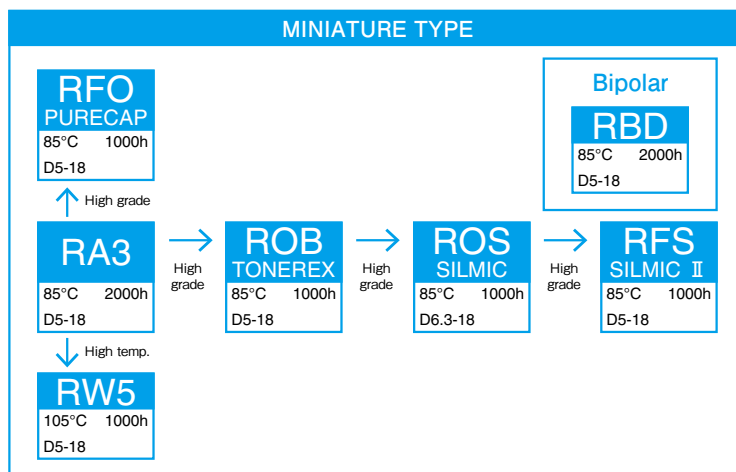 MINIATURE TYPE
RFO
PURECAP
85°C 1000h
D5-18
Bipolar
RBD
85°C 2000h
D5-18
High grade
RA3
85°C 2000h
D5-18
High
grade
ROB
TONEREX
85°C 1000h
D5-18
High
grade
ROS
SILMIC
85°C 1000h
D6.3-18
High
grade
RFS
SILMIC Ⅱ
85°C 1000h
D5-18
High temp.
RW5
105°C 1000h
D5-18